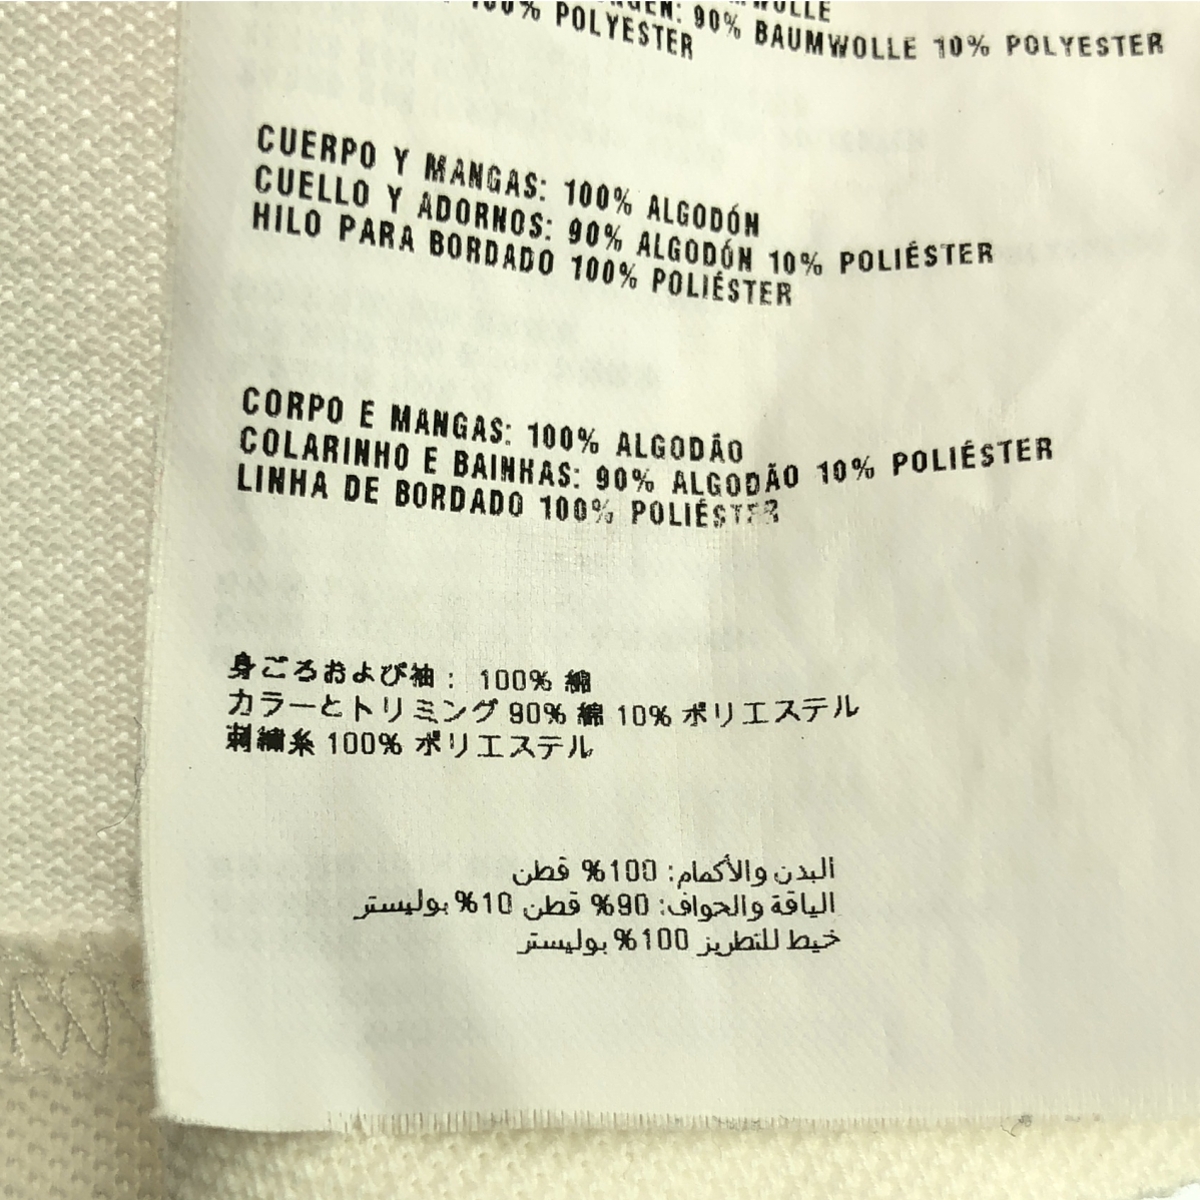 90% BAUMWOLLE 10% POLYESTER
100% POLYESTER
CUERPO Y MANGAS: 100% ALGODÓN
CUELLO Y ADORNOS: 90% ALGODÓN 10% POLIÉSTER
HILO PARA BORDADO 100% POLIÉSTER
CORPO E MANGAS: 100% ALGODÃO
COLARINHO E BAINHAS: 90% ALGODÃO 10% POLIÉSTER
LINHA DE BORDADO 100% POLIÉSTER
身ごろおよび袖: 100% 綿
カラーとトリミング 90% 綿 10% ポリエステル
刺繍糸 100% ポリエステル
البدن والأكمام: 100% قطن
الياقة والحواف: 90% قطن 10% بوليستر
خيط للتطريز 100% بوليستر